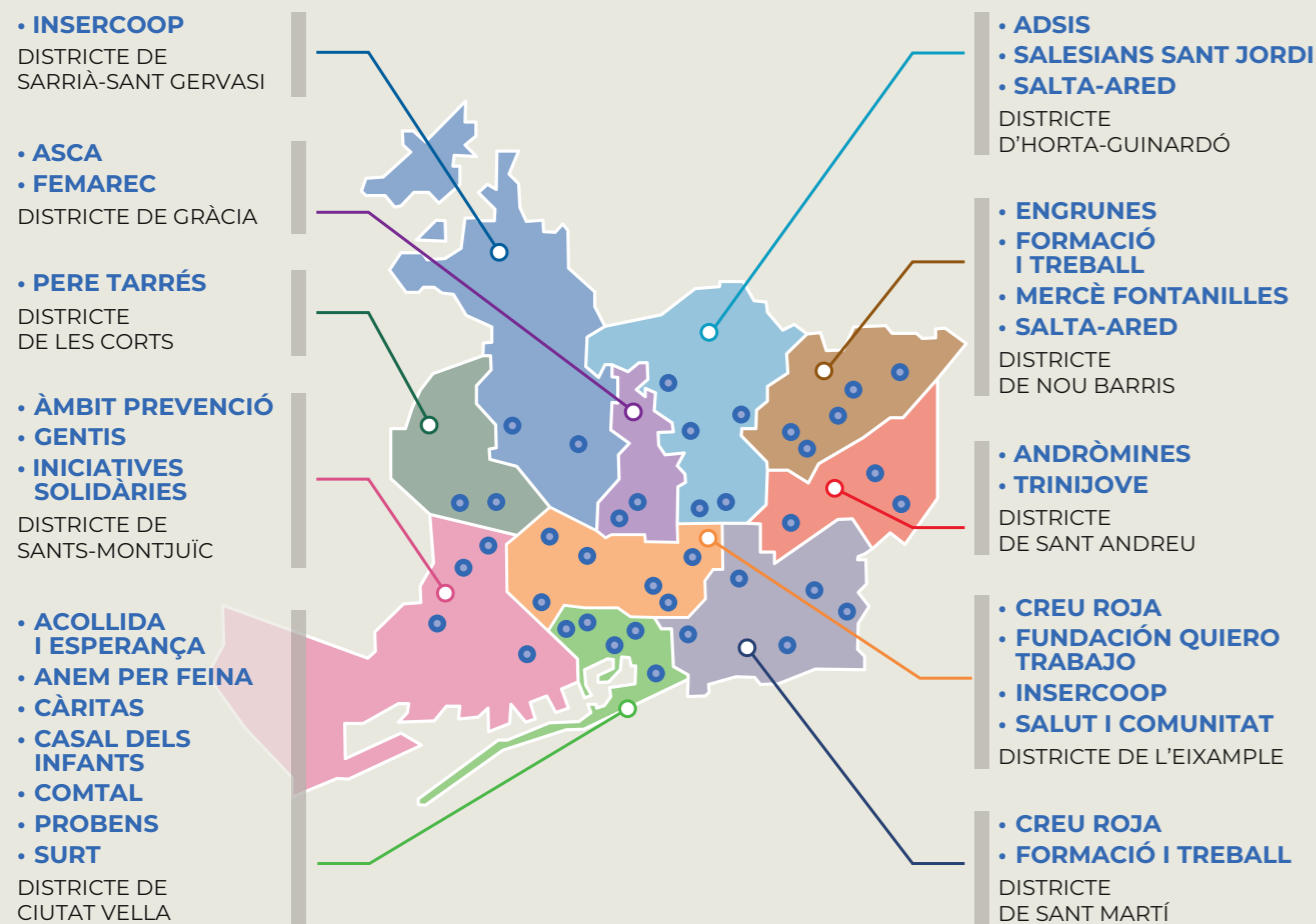 • INSERCOOP
DISTRICTE DE
SARRIÀ-SANT GERVASI
• ASCA
• FEMAREC
DISTRICTE DE GRÀCIA
• PERE TARRÉS
DISTRICTE
DE LES CORTS
• ÀMBIT PREVENCIÓ
• GENTIS
• INICIATIVES
SOLIDÀRIES
DISTRICTE DE
SANTS-MONTJUÏC
• ACOLLIDA
I ESPERANÇA
• ANEM PER FEINA
• CÀRITAS
• CASAL DELS
INFANTS
• COMTAL
• PROBENS
• SURT
DISTRICTE DE
CIUTAT VELLA
• ADSIS
• SALESIANS SANT JORDI
• SALTA-ARED
DISTRICTE
D’HORTA-GUINARDÓ
• ENGRUNES
• FORMACIÓ
I TREBALL
• MERCÈ FONTANILLES
• SALTA-ARED
DISTRICTE
DE NOU BARRIS
• ANDRÒMINES
• TRINIJOVE
DISTRICTE
DE SANT ANDREU
• CREU ROJA
• FUNDACIÓN QUIERO
TRABAJO
• INSERCOOP
• SALUT I COMUNITAT
DISTRICTE DE L’EIXAMPLE
• CREU ROJA
• FORMACIÓ I TREBALL
DISTRICTE
DE SANT MARTÍ